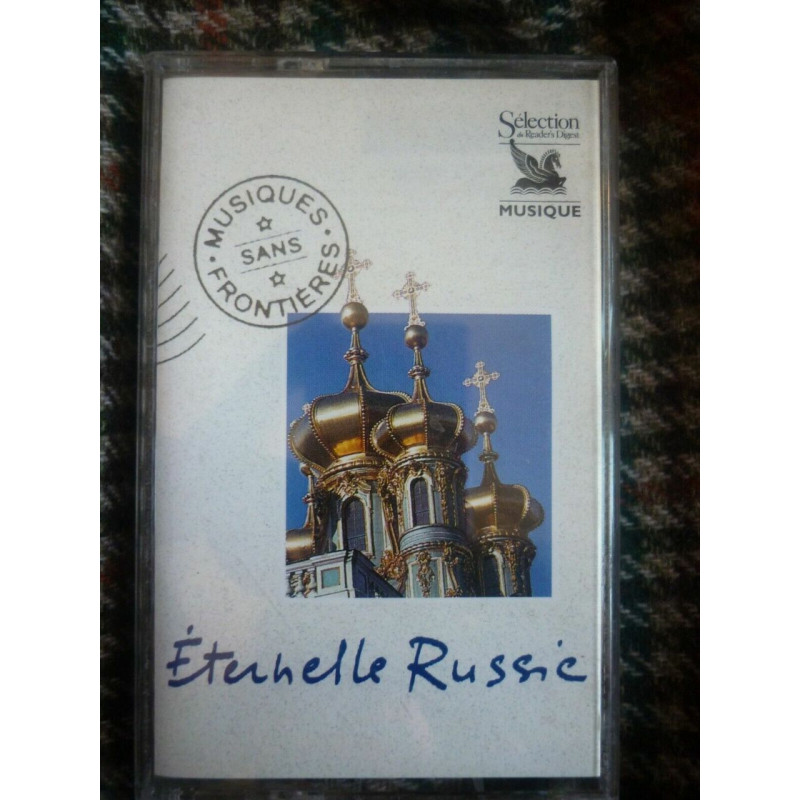 Sélection
du Reader's Digest
MUSIQUE
MUSIQUES
SANS
FRONTIÈRES
Éternelle Russie